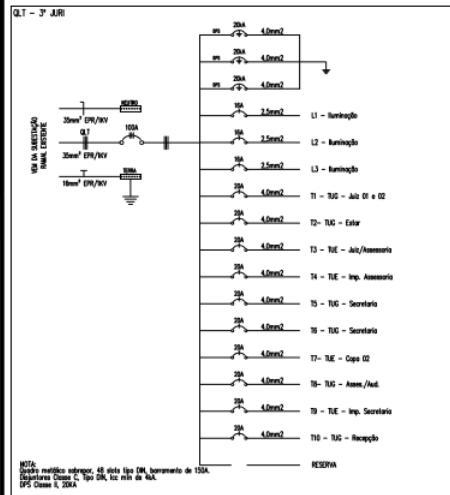 QLT - 3ª JURI
DPS 20kA 4,0mm2
DPS 20kA 4,0mm2
DPS 20kA 4,0mm2
VEM DA SUBESTAÇÃO
RAMAL EXISTENTE
NEUTRO
35mm² EPR/1KV
QLT 100A
35mm² EPR/1KV
TERRA
16mm² EPR/1KV
16A 2,5mm2 L1 - Iluminação
16A 2,5mm2 L2 - Iluminação
16A 2,5mm2 L3 - Iluminação
20A 4,0mm2 T1 - TUG - Juiz 01 e 02
20A 4,0mm2 T2- TUG - Estar
20A 4,0mm2 T3 - TUE - Juiz/Assessoria
20A 4,0mm2 T4 - TUE - Imp. Assessoria
20A 4,0mm2 T5 - TUG - Secretaria
20A 4,0mm2 T6 - TUG - Secretaria
20A 4,0mm2 T7- TUE - Copa 02
20A 4,0mm2 T8- TUG - Asses./Aud.
20A 4,0mm2 T9 - TUE - Imp. Secretaria
20A 4,0mm2 T10 - TUG - Recepção
RESERVA
NOTA:
Quadro metálico sobrepor, 48 slots tipo DIN, barramento de 150A.
Disjuntores Classe C, Tipo DIN, Icc min de 4kA.
DPS Classe II, 20KA